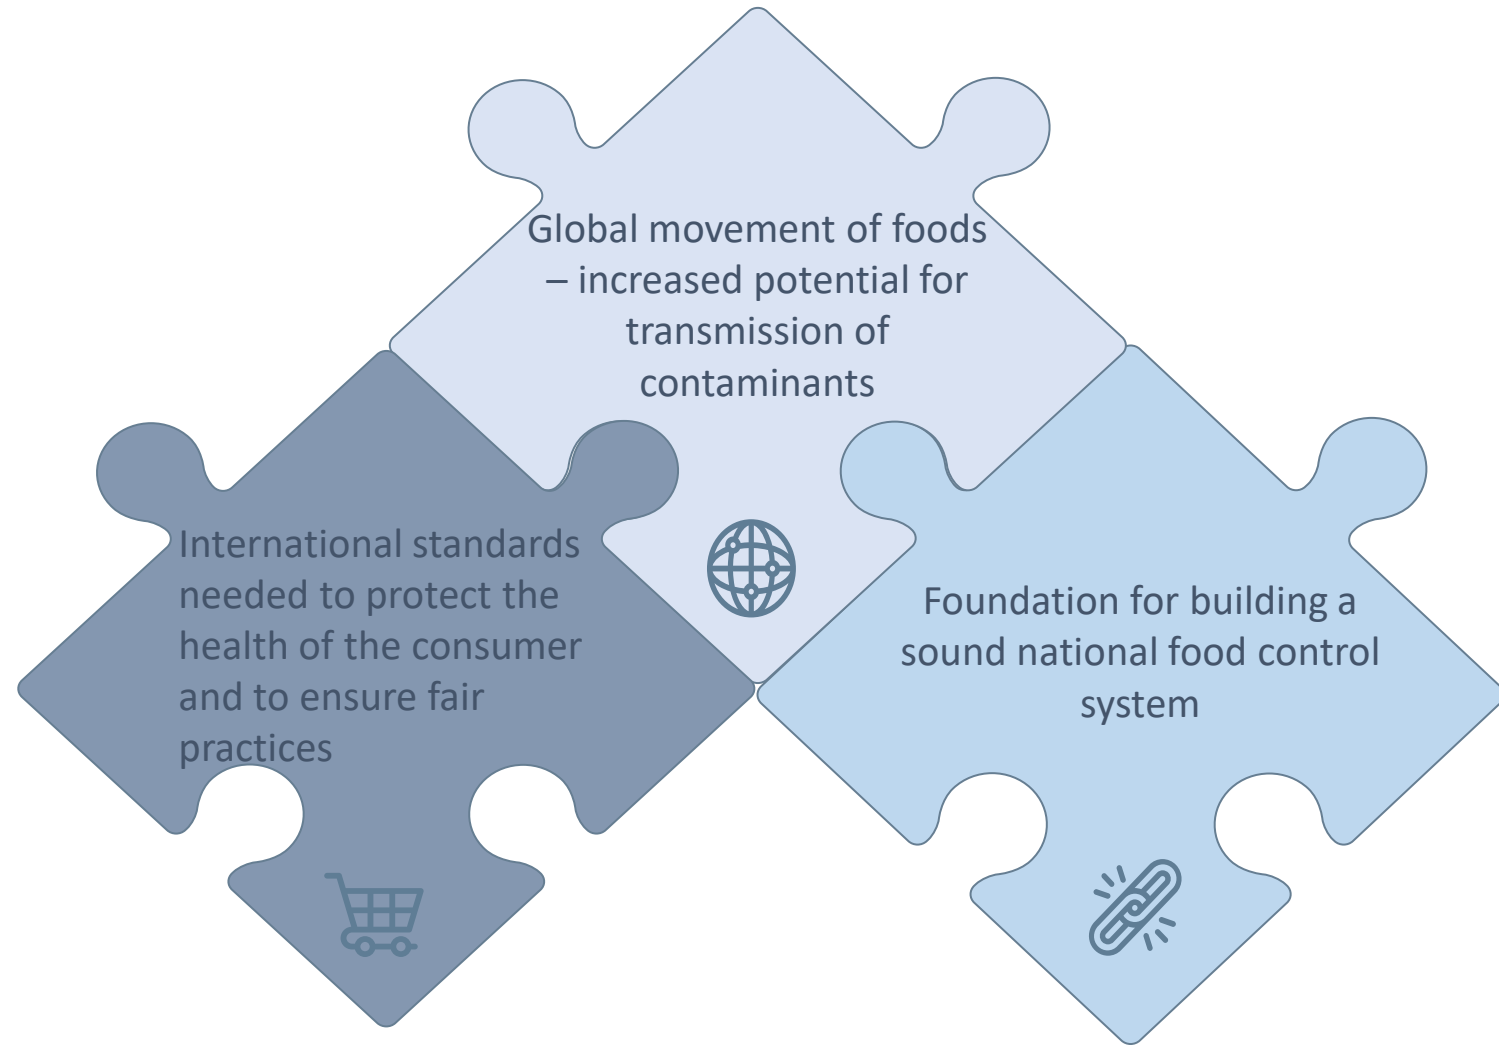 Global movement of foods
– increased potential for
transmission of
contaminants
International standards
needed to protect the
health of the consumer
and to ensure fair
practices
Foundation for building a
sound national food control
system